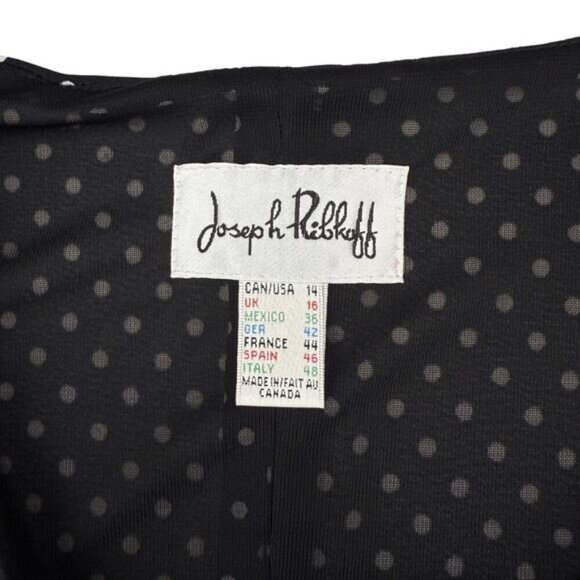 Joseph Ribkoff
CAN/USA 14
UK 16
MEXICO 36
GER 42
FRANCE 44
SPAIN 46
ITALY 48
MADE IN/FAIT AU
CANADA